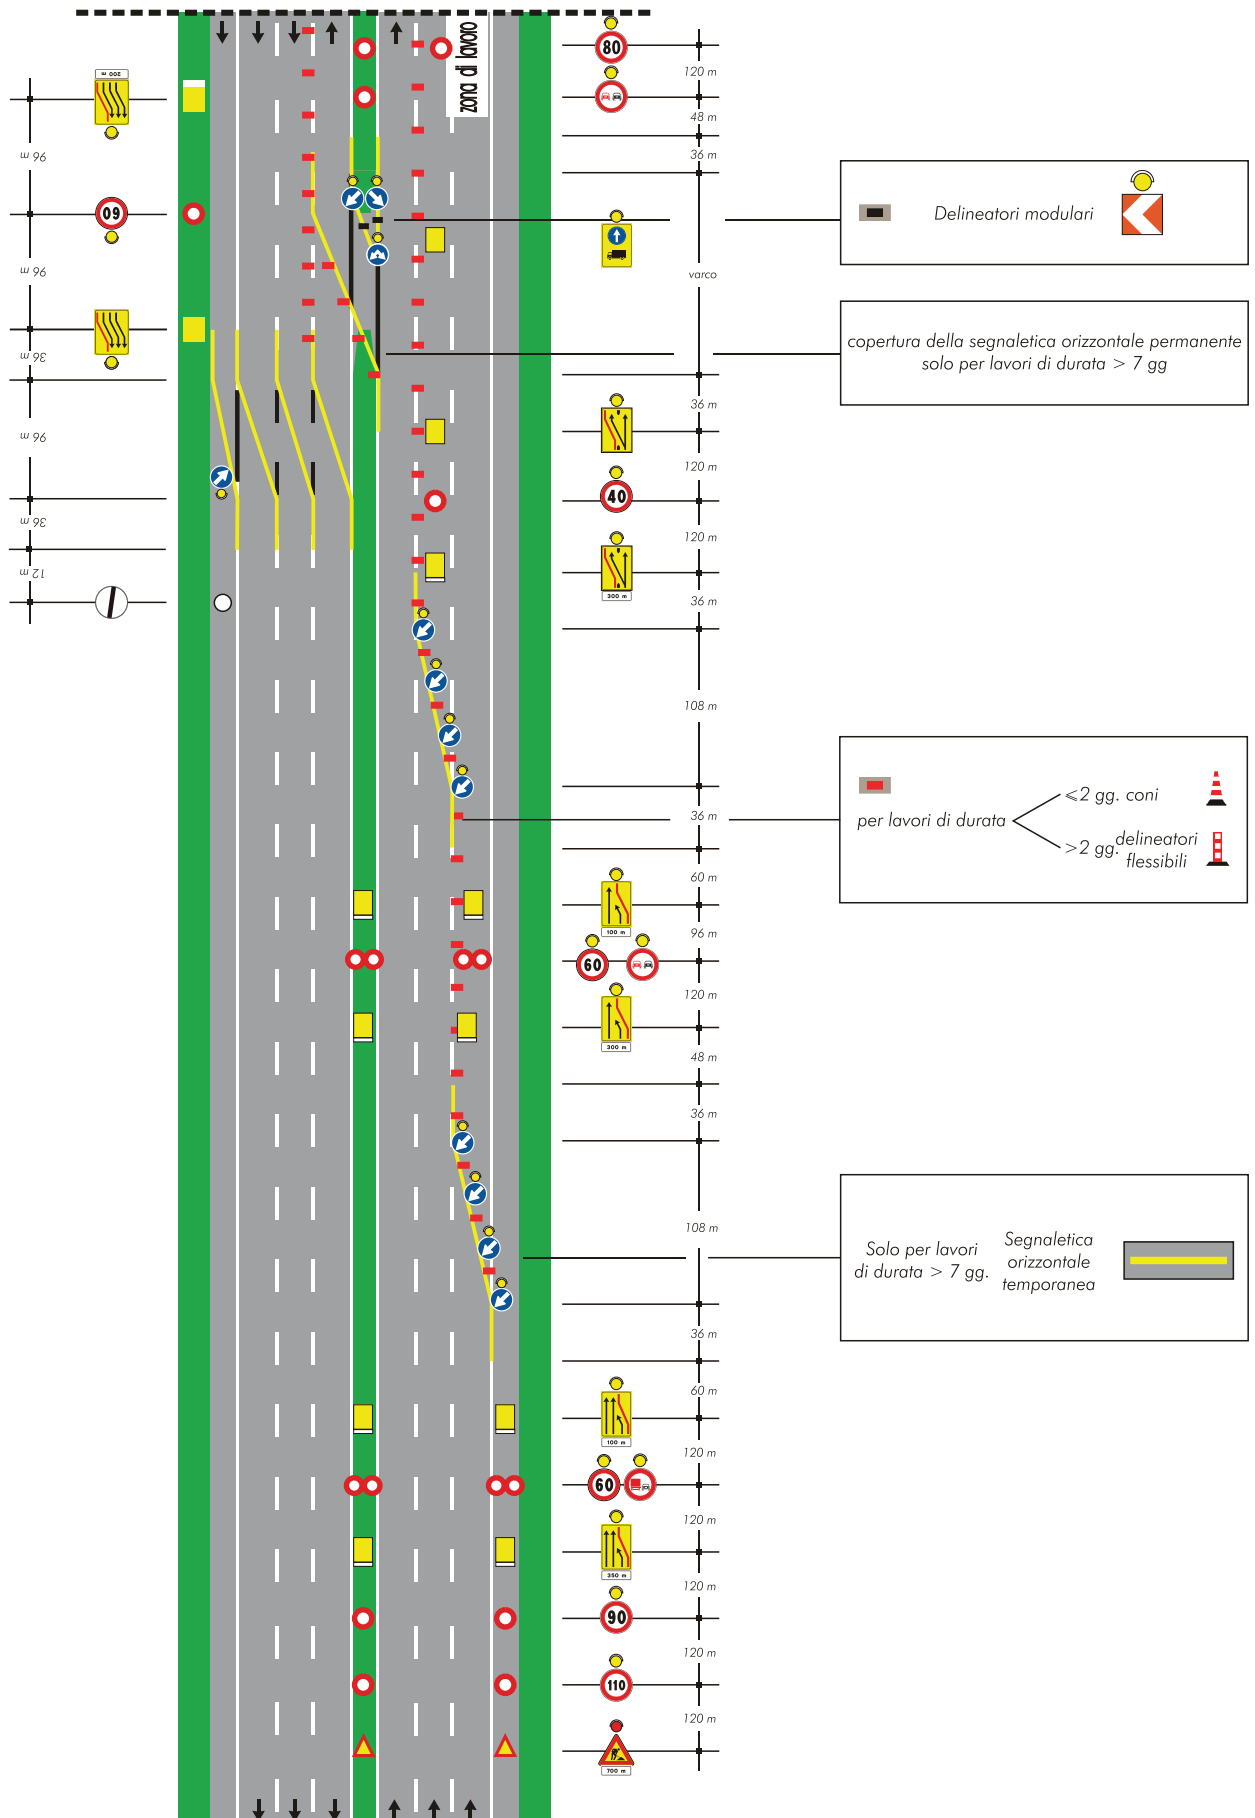 zona di lavoro
80
120 m
48 m
36 m
varco
36 m
40
120 m
120 m
300 m
36 m
108 m
36 m
60 m
100 m
96 m
60
120 m
300 m
48 m
36 m
108 m
36 m
60 m
100 m
120 m
60
120 m
350 m
120 m
90
120 m
110
120 m
700 m
200 m
96 m
60
96 m
36 m
96 m
36 m
12 m
Delineatori modulari
copertura della segnaletica orizzontale permanente
solo per lavori di durata > 7 gg
per lavori di durata
⩽2 gg. coni
>2 gg. delineatori
flessibili
Solo per lavori
di durata > 7 gg.
Segnaletica
orizzontale
temporanea